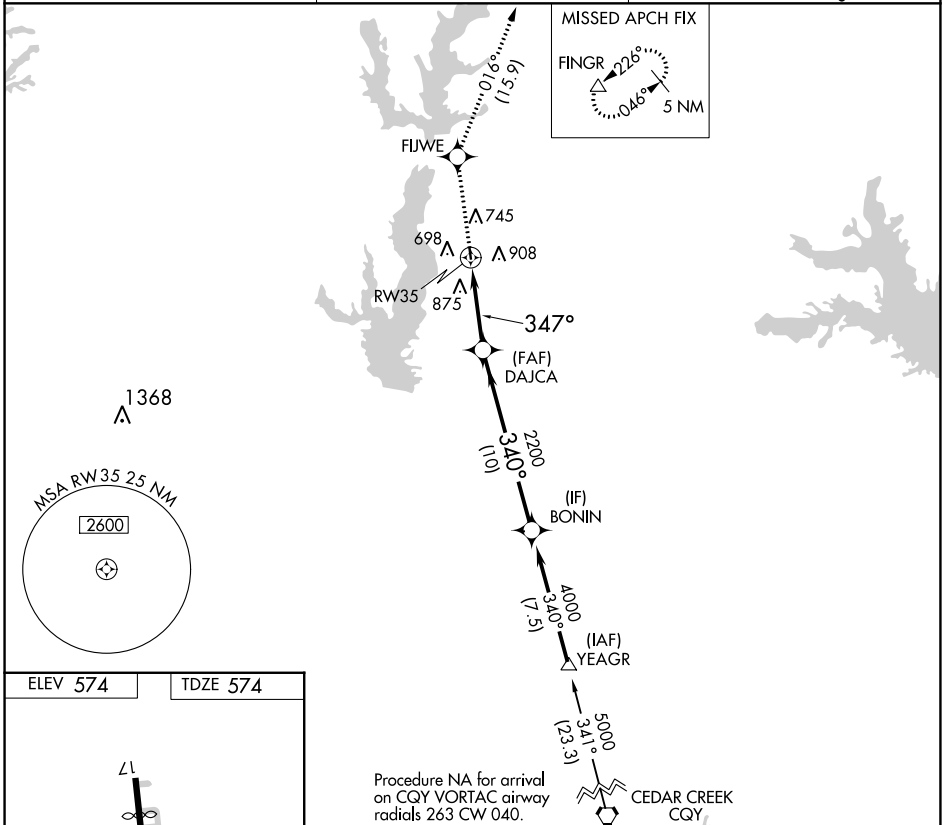 MISSED APCH FIX
FINGR
226°
046°
5 NM
016°
(15.9)
FIJWE
745
698
908
RW35
875
347°
(FAF)
DAJCA
1368
2200
340°
(10)
MSA RW35 25 NM
2600
(IF)
BONIN
4000
340°
(7.5)
(IAF)
YEAGR
ELEV 574
TDZE 574
5000
341°
(23.3)
17
Procedure NA for arrival
on CQY VORTAC airway
radials 263 CW 040.
CEDAR CREEK
CQY